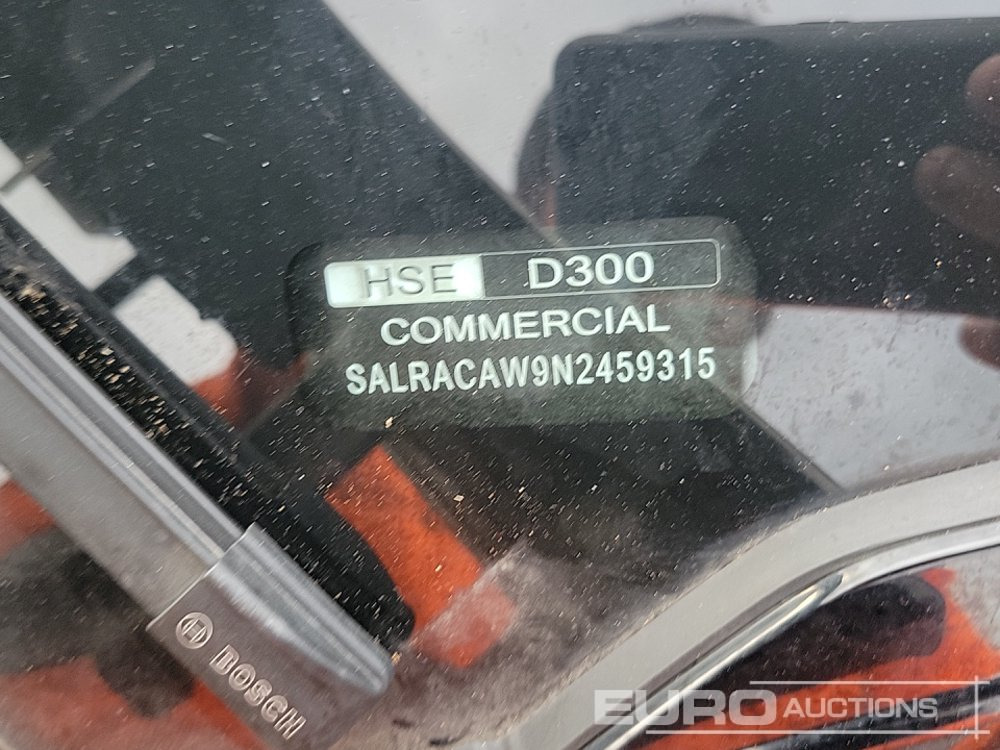 HSE D300
COMMERCIAL
SALRACAW9N2459315
BOSCH
EURO AUCTIONS